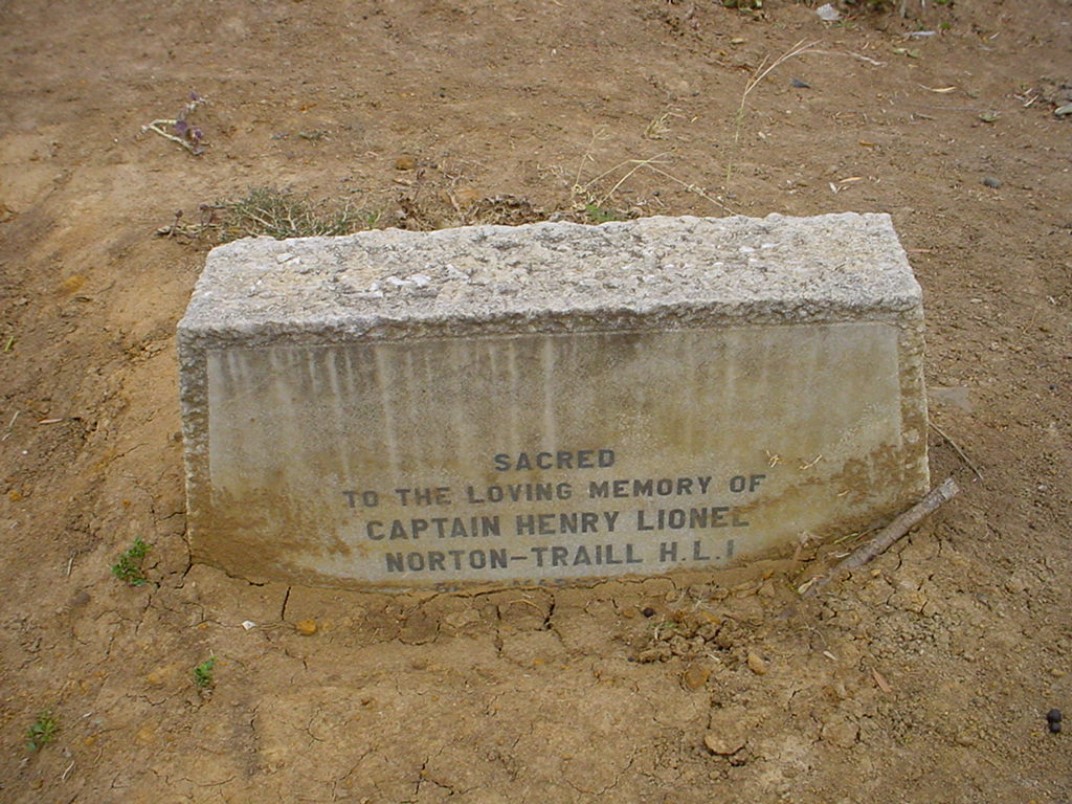 SACRED
TO THE LOVING MEMORY OF
CAPTAIN HENRY LIONEL
NORTON-TRAILL H.L.I